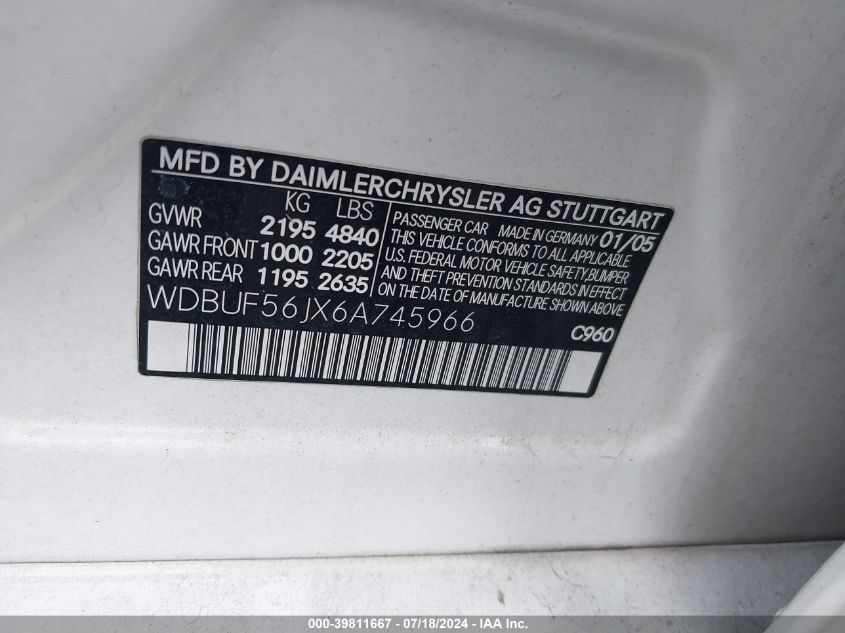 MFD BY DAIMLERCHRYSLER AG STUTTGART
KG LBS
GVWR 2195 4840
GAWR FRONT 1000 2205
GAWR REAR 1195 2635
PASSENGER CAR MADE IN GERMANY 01/05
THIS VEHICLE CONFORMS TO ALL APPLICABLE
U.S. FEDERAL MOTOR VEHICLE SAFETY, BUMPER
AND THEFT PREVENTION STANDARDS IN EFFECT
ON THE DATE OF MANUFACTURE SHOWN ABOVE.
WDBUF56JX6A745966
C960
000-39811667 - 07/18/2024 - IAA Inc.